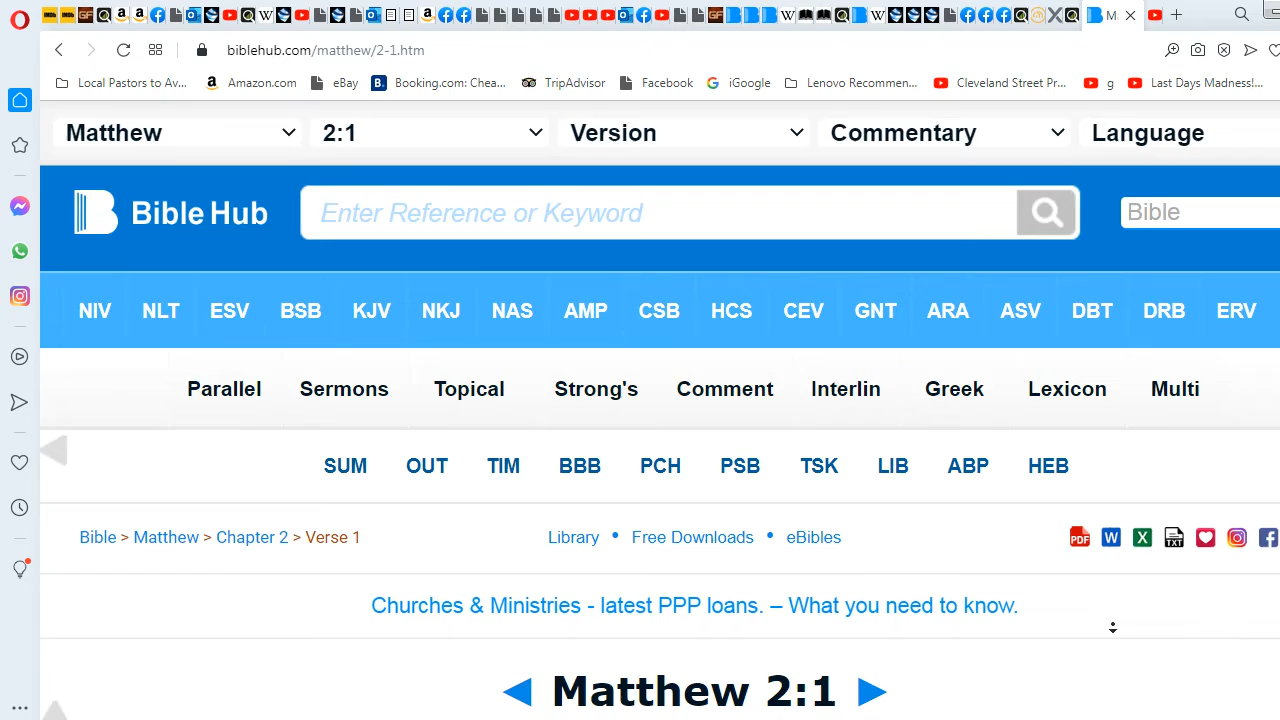 M
biblehub.com/matthew/2-1.htm
Local Pastors to Av... Amazon.com eBay Booking.com: Chea... TripAdvisor Facebook iGoogle Lenovo Recommen... Cleveland Street Pr... g Last Days Madness!...
Matthew 2:1 Version Commentary Language
Bible Hub Enter Reference or Keyword Bible
NIV NLT ESV BSB KJV NKJ NAS AMP CSB HCS CEV GNT ARA ASV DBT DRB ERV
Parallel Sermons Topical Strong's Comment Interlin Greek Lexicon Multi
SUM OUT TIM BBB PCH PSB TSK LIB ABP HEB
Bible > Matthew > Chapter 2 > Verse 1 Library • Free Downloads • eBibles PDF W X TXT
Churches & Ministries - latest PPP loans. – What you need to know.
◄ Matthew 2:1 ►